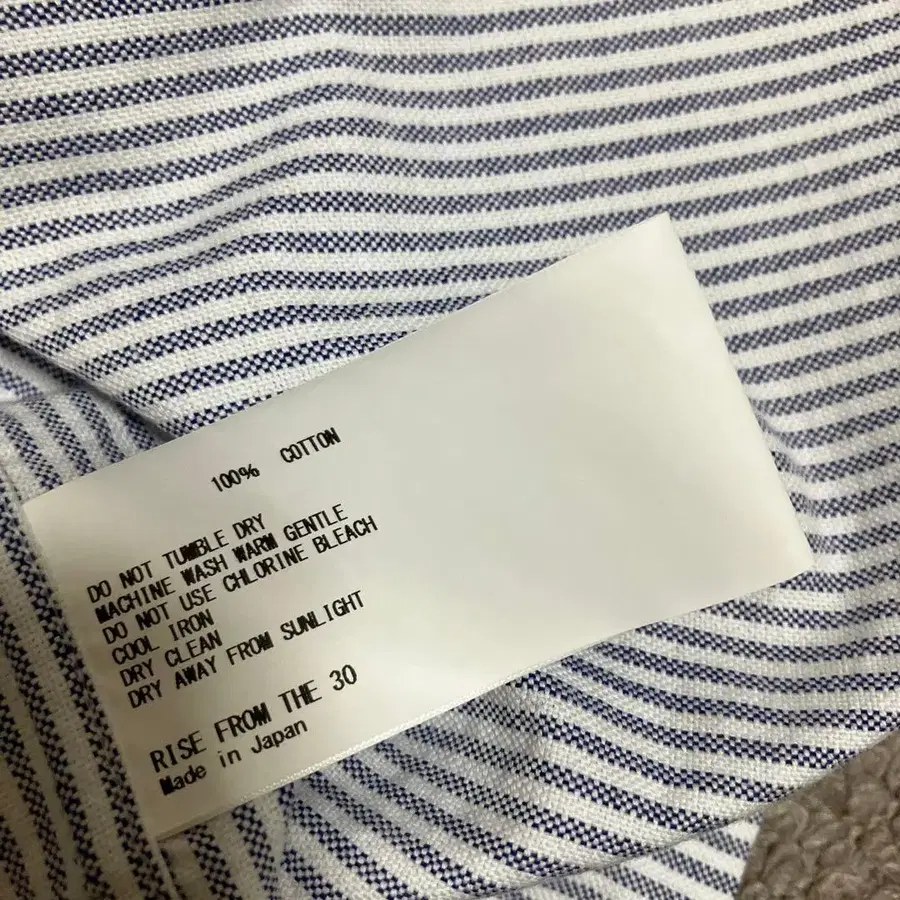 100% COTTON
DO NOT TUMBLE DRY
MACHINE WASH WARM GENTLE
DO NOT USE CHLORINE BLEACH
COOL IRON
DRY CLEAN
DRY AWAY FROM SUNLIGHT
RISE FROM THE 30
Made in Japan